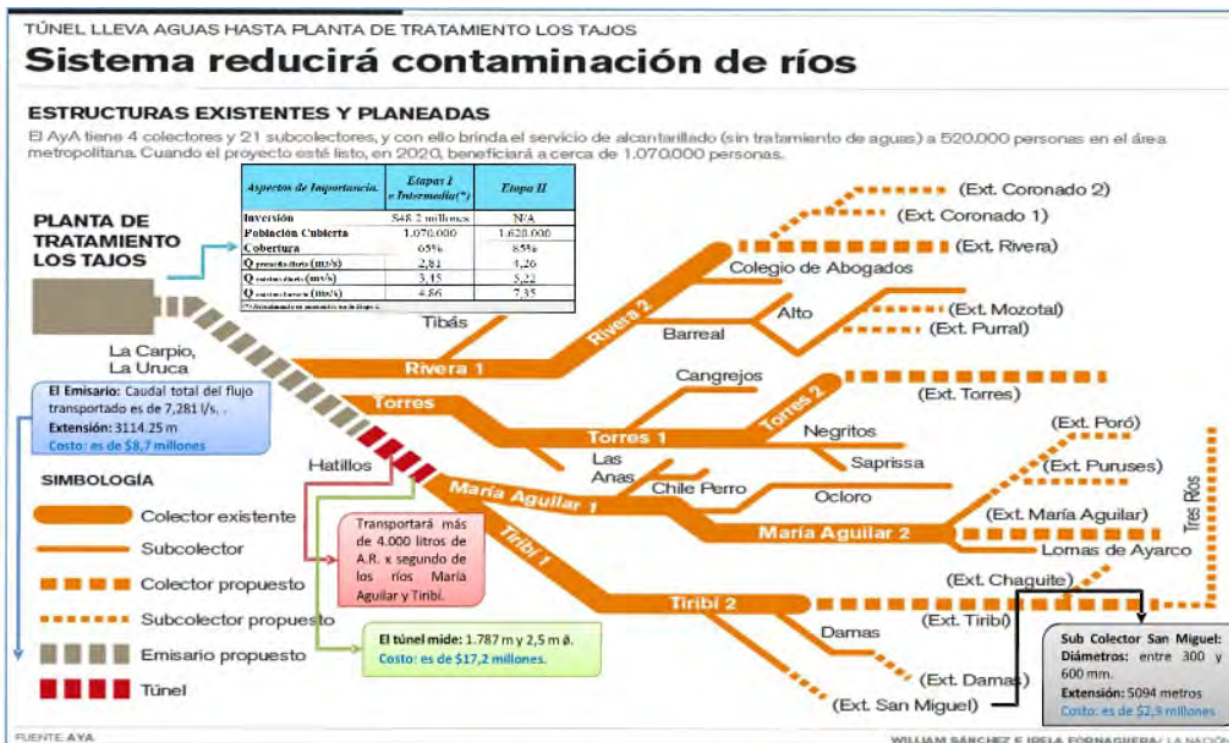 TÚNEL LLEVA AGUAS HASTA PLANTA DE TRATAMIENTO LOS TAJOS
Sistema reducirá contaminación de ríos
ESTRUCTURAS EXISTENTES Y PLANEADAS
El AyA tiene 4 colectores y 21 subcolectores, y con ello brinda el servicio de alcantarillado (sin tratamiento de aguas) a 520.000 personas en el área
metropolitana. Cuando el proyecto esté listo, en 2020, beneficiará a cerca de 1.070.000 personas.
Aspectos de Importancia. Etapas I e Intermedia(*) Etapa II
Inversión $48.2 millones N/A
Población Cubierta 1.070.000 1.620.000
Cobertura 65% 85%
Q (m3/s) 2,81 4,26
Q (m3/s) 3,45 5,22
Q (m3/s) 4,86 7,35
PLANTA DE
TRATAMIENTO
LOS TAJOS
La Carpio,
La Uruca
El Emisario: Caudal total del flujo
transportado es de 7,281 l/s. .
Extensión: 3114.25 m
Costo: es de $8,7 millones
Hatillos
SIMBOLOGÍA
Colector existente
Subcolector
Colector propuesto
Subcolector propuesto
Emisario propuesto
Túnel
Transportará más
de 4.000 litros de
A.R. x segundo de
los ríos María
Aguilar y Tiribí.
El túnel mide: 1.787 m y 2,5 m ø.
Costo: es de $17,2 millones.
Tibás
Rivera 1
Rivera 2
(Ext. Coronado 2)
(Ext. Coronado 1)
(Ext. Rivera)
Colegio de Abogados
Barreal
Alto
(Ext. Mozotal)
(Ext. Purral)
Torres
Torres 1
Cangrejos
Torres 2
(Ext. Torres)
Negritos
Saprissa
Las
Anas
Chile Perro
Ocloro
María Aguilar 1
María Aguilar 2
(Ext. Poró)
(Ext. Puruses)
(Ext. María Aguilar)
Lomas de Ayarco
Tres Ríos
Tiribí 1
Tiribí 2
(Ext. Chaguite)
(Ext. Tiribí)
Damas
(Ext. Damas)
(Ext. San Miguel)
Sub Colector San Miguel:
Diámetros: entre 300 y
600 mm.
Extensión: 5094 metros
Costo: es de $2,9 millones
FUENTE AYA
WILLIAM SÁNCHEZ E IRELA FORNAGUERA/ LA NACIÓN